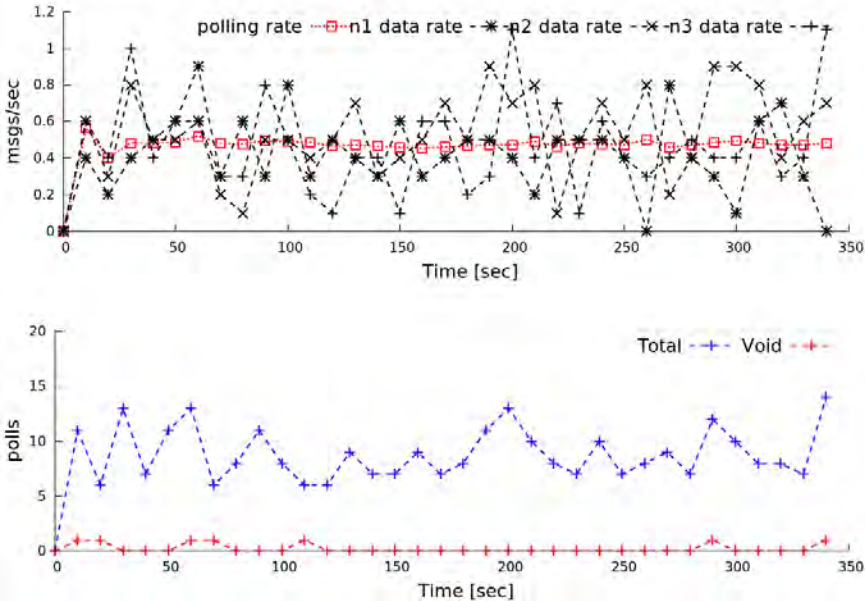 1.2
polling rate n1 data rate n2 data rate n3 data rate
1
0.8
0.6
0.4
0.2
0
msgs/sec
0 50 100 150 200 250 300 350
Time [sec]
20
Total Void
15
10
5
0
polls
0 50 100 150 200 250 300 350
Time [sec]